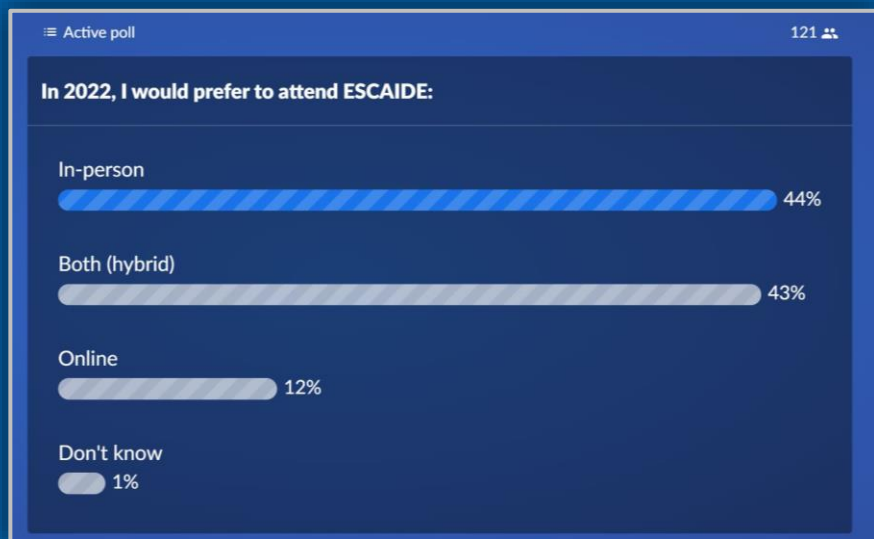 Active poll
121
In 2022, I would prefer to attend ESCAIDE:
In-person
44%
Both (hybrid)
43%
Online
12%
Don't know
1%